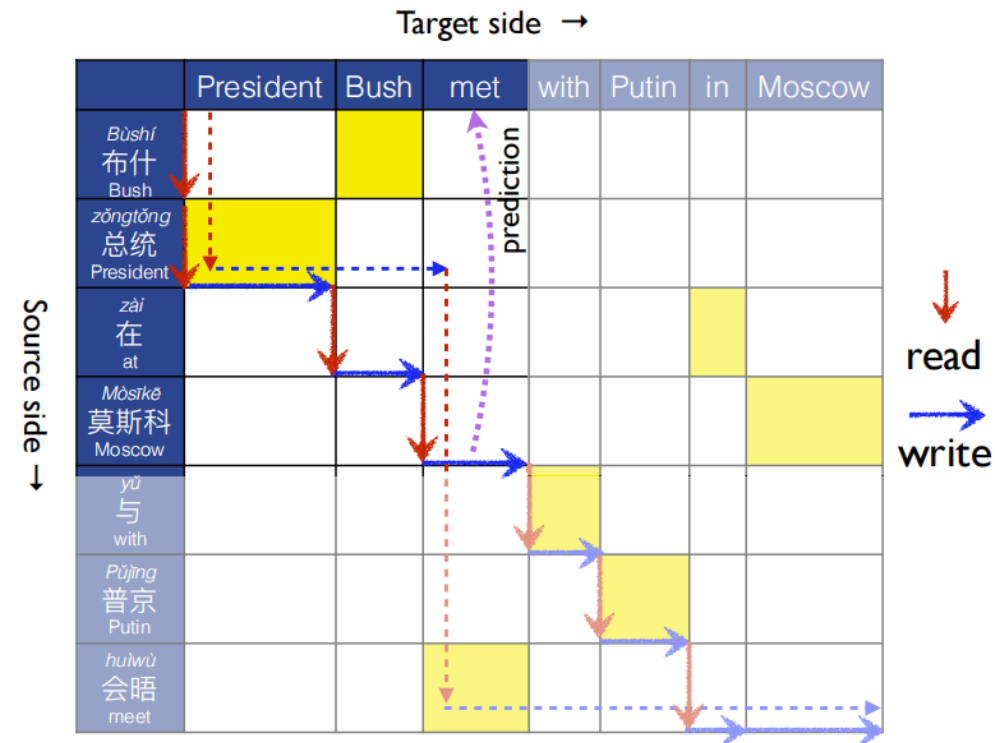 Target side →
President Bush met with Putin in Moscow
Bùshí
布什
Bush
zǒngtǒng
总统
President
zài
在
at
Mòsīkē
莫斯科
Moscow
yǔ
与
with
Pǔjīng
普京
Putin
huìwù
会晤
meet
prediction
Source side →
read
write